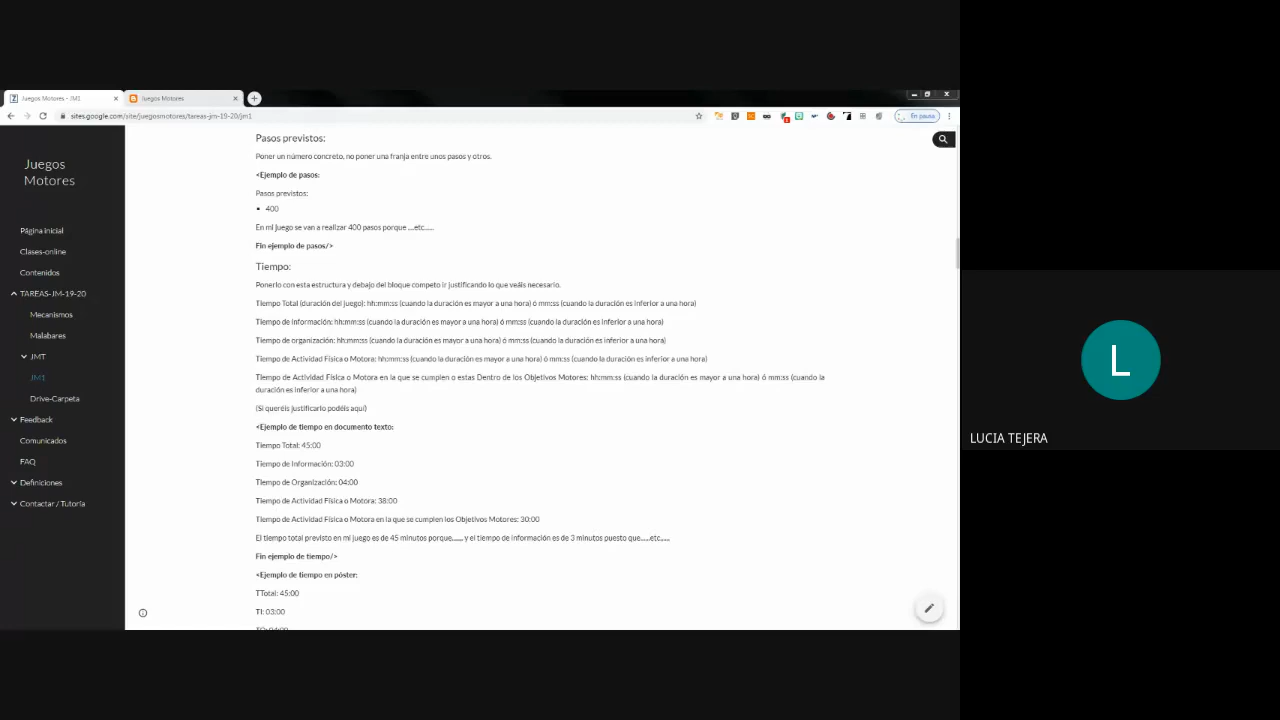 Juegos Motores - JM1
Juegos Motores
sites.google.com/site/juegosmotores/tareas-jm-19-20/jm1
En pausa
Juegos
Motores
Página inicial
Clases-online
Contenidos
TAREAS-JM-19-20
Mecanismos
Malabares
JMT
JM1
Drive-Carpeta
Feedback
Comunicados
FAQ
Definiciones
Contactar / Tutoría
Pasos previstos:
Poner un número concreto, no poner una franja entre unos pasos y otros.
<Ejemplo de pasos:
Pasos previstos:
▪ 400
En mi juego se van a realizar 400 pasos porque ....etc......
Fin ejemplo de pasos/>
Tiempo:
Ponerlo con esta estructura y debajo del bloque competo ir justificando lo que veáis necesario.
Tiempo Total (duración del juego): hh:mm:ss (cuando la duración es mayor a una hora) ó mm:ss (cuando la duración es inferior a una hora)
Tiempo de información: hh:mm:ss (cuando la duración es mayor a una hora) ó mm:ss (cuando la duración es inferior a una hora)
Tiempo de organización: hh:mm:ss (cuando la duración es mayor a una hora) ó mm:ss (cuando la duración es inferior a una hora)
Tiempo de Actividad Física o Motora: hh:mm:ss (cuando la duración es mayor a una hora) ó mm:ss (cuando la duración es inferior a una hora)
Tiempo de Actividad Física o Motora en la que se cumplen o estas Dentro de los Objetivos Motores: hh:mm:ss (cuando la duración es mayor a una hora) ó mm:ss (cuando la
duración es inferior a una hora)
(Si queréis justificarlo podéis aquí)
<Ejemplo de tiempo en documento texto:
Tiempo Total: 45:00
Tiempo de Información: 03:00
Tiempo de Organización: 04:00
Tiempo de Actividad Física o Motora: 38:00
Tiempo de Actividad Física o Motora en la que se cumplen los Objetivos Motores: 30:00
El tiempo total previsto en mi juego es de 45 minutos porque....... y el tiempo de información es de 3 minutos puesto que......etc......
Fin ejemplo de tiempo/>
<Ejemplo de tiempo en póster:
TTotal: 45:00
TI: 03:00
L
LUCIA TEJERA